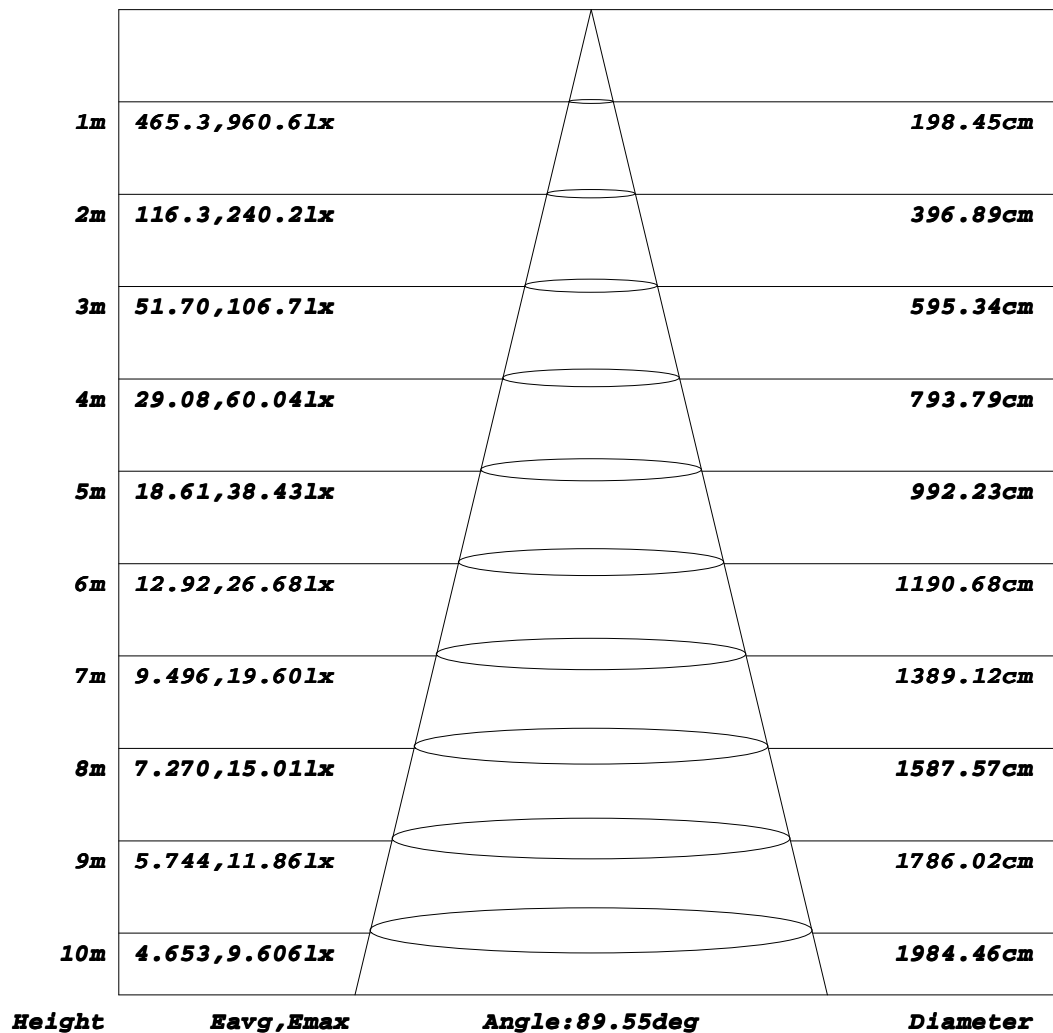 1m 465.3,960.6lx 198.45cm
2m 116.3,240.2lx 396.89cm
3m 51.70,106.7lx 595.34cm
4m 29.08,60.04lx 793.79cm
5m 18.61,38.43lx 992.23cm
6m 12.92,26.68lx 1190.68cm
7m 9.496,19.60lx 1389.12cm
8m 7.270,15.01lx 1587.57cm
9m 5.744,11.86lx 1786.02cm
10m 4.653,9.606lx 1984.46cm
Height Eavg,Emax Angle:89.55deg Diameter